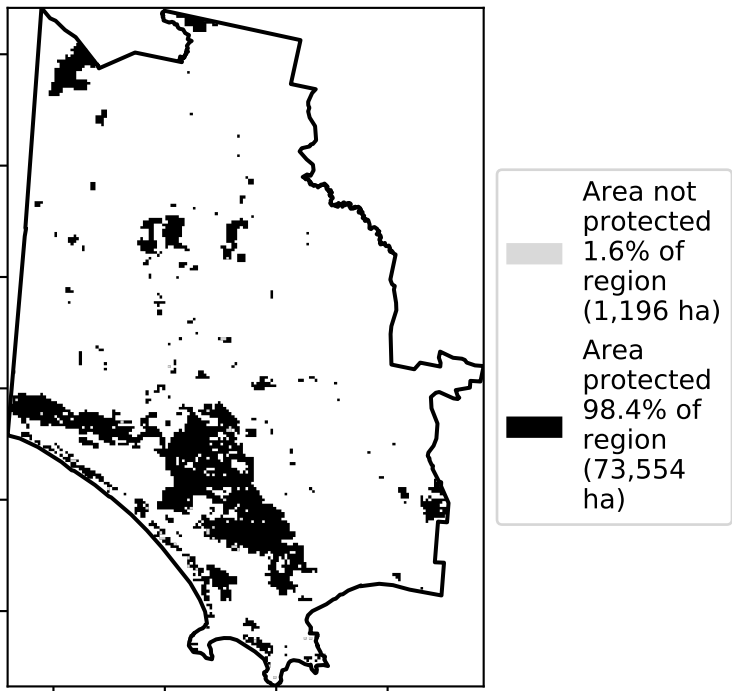 Area not
protected
1.6% of
region
(1,196 ha)
Area
protected
98.4% of
region
(73,554
ha)